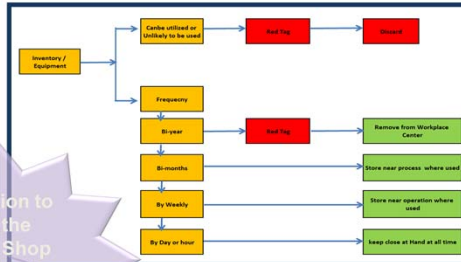 Canbe utilised or
Unlikely to be used
Red Tag
Discard
Inventory /
Equipment
Frequecny
Bi-year
Red Tag
Remove from Workplace
Center
Bi-months
Store near process where used
By Weekly
Store near operation where
used
By Day or hour
keep close at Hand at all time
ion to
the
Shop